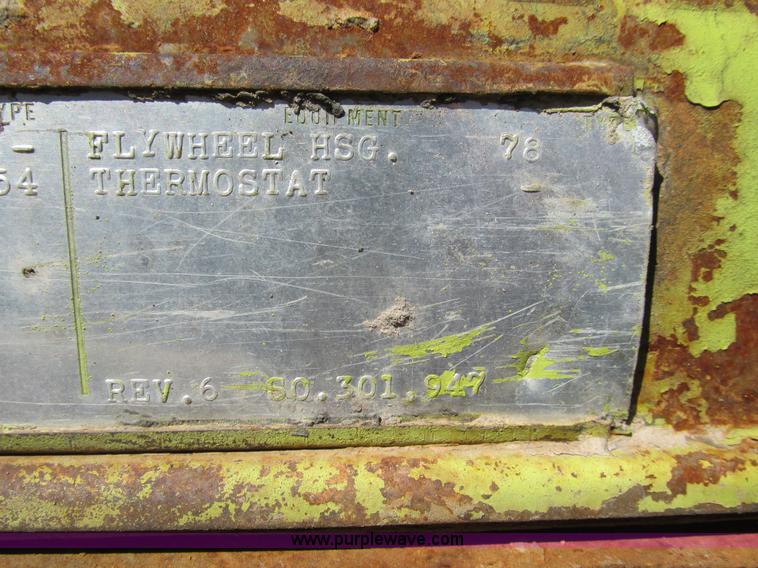 YPE EQUIPMENT
- FLYWHEEL HSG. 78
54 THERMOSTAT -
REV.6 SO.301,947
www.purplewave.com